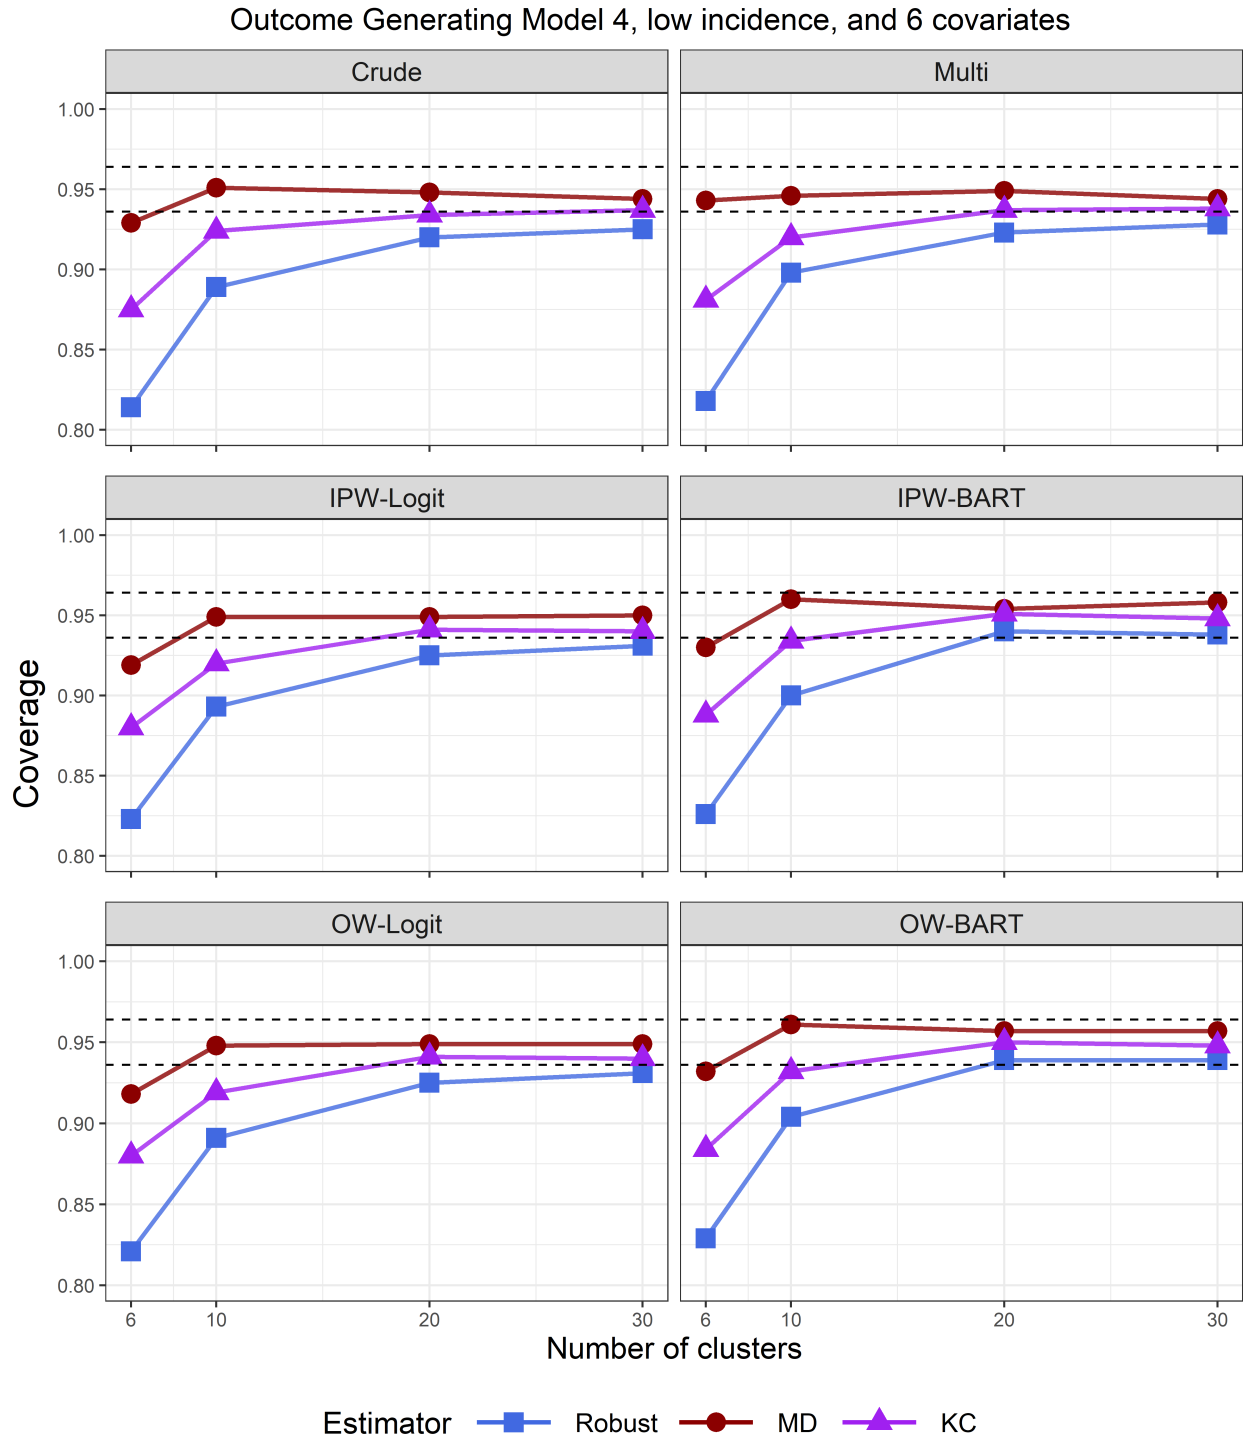 Outcome Generating Model 4, low incidence, and 6 covariates
Crude
Multi
1.00
0.95
0.90
0.85
0.80
IPW-Logit
IPW-BART
1.00
0.95
0.90
0.85
0.80
Coverage
OW-Logit
OW-BART
1.00
0.95
0.90
0.85
0.80
6 10 20 30
6 10 20 30
Number of clusters
Estimator Robust MD KC